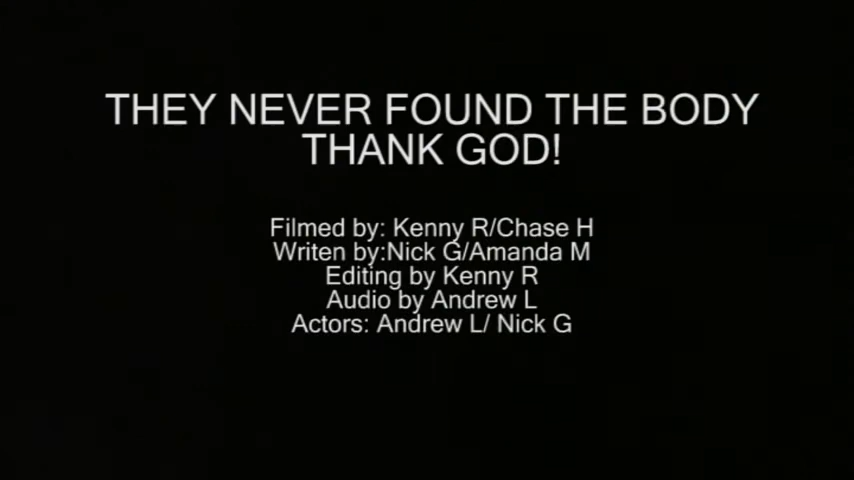 THEY NEVER FOUND THE BODY
THANK GOD!
Filmed by: Kenny R/Chase H
Writen by:Nick G/Amanda M
Editing by Kenny R
Audio by Andrew L
Actors: Andrew L/ Nick G